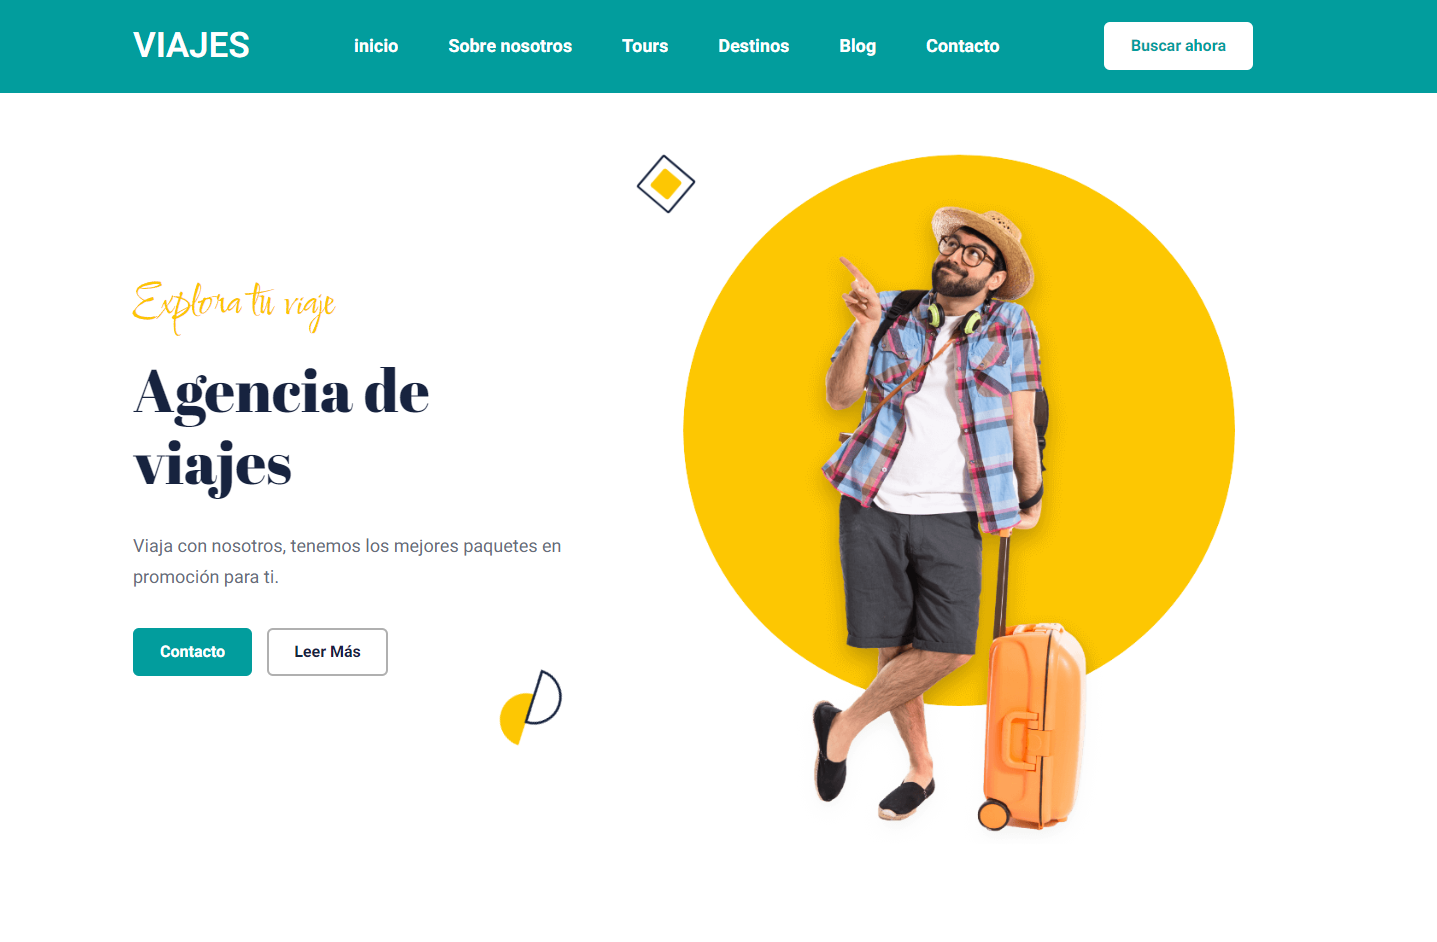 VIAJES
inicio
Sobre nosotros
Tours
Destinos
Blog
Contacto
Buscar ahora
Explora tu viaje
Agencia de
viajes
Viaja con nosotros, tenemos los mejores paquetes en
promoción para ti.
Contacto
Leer Más